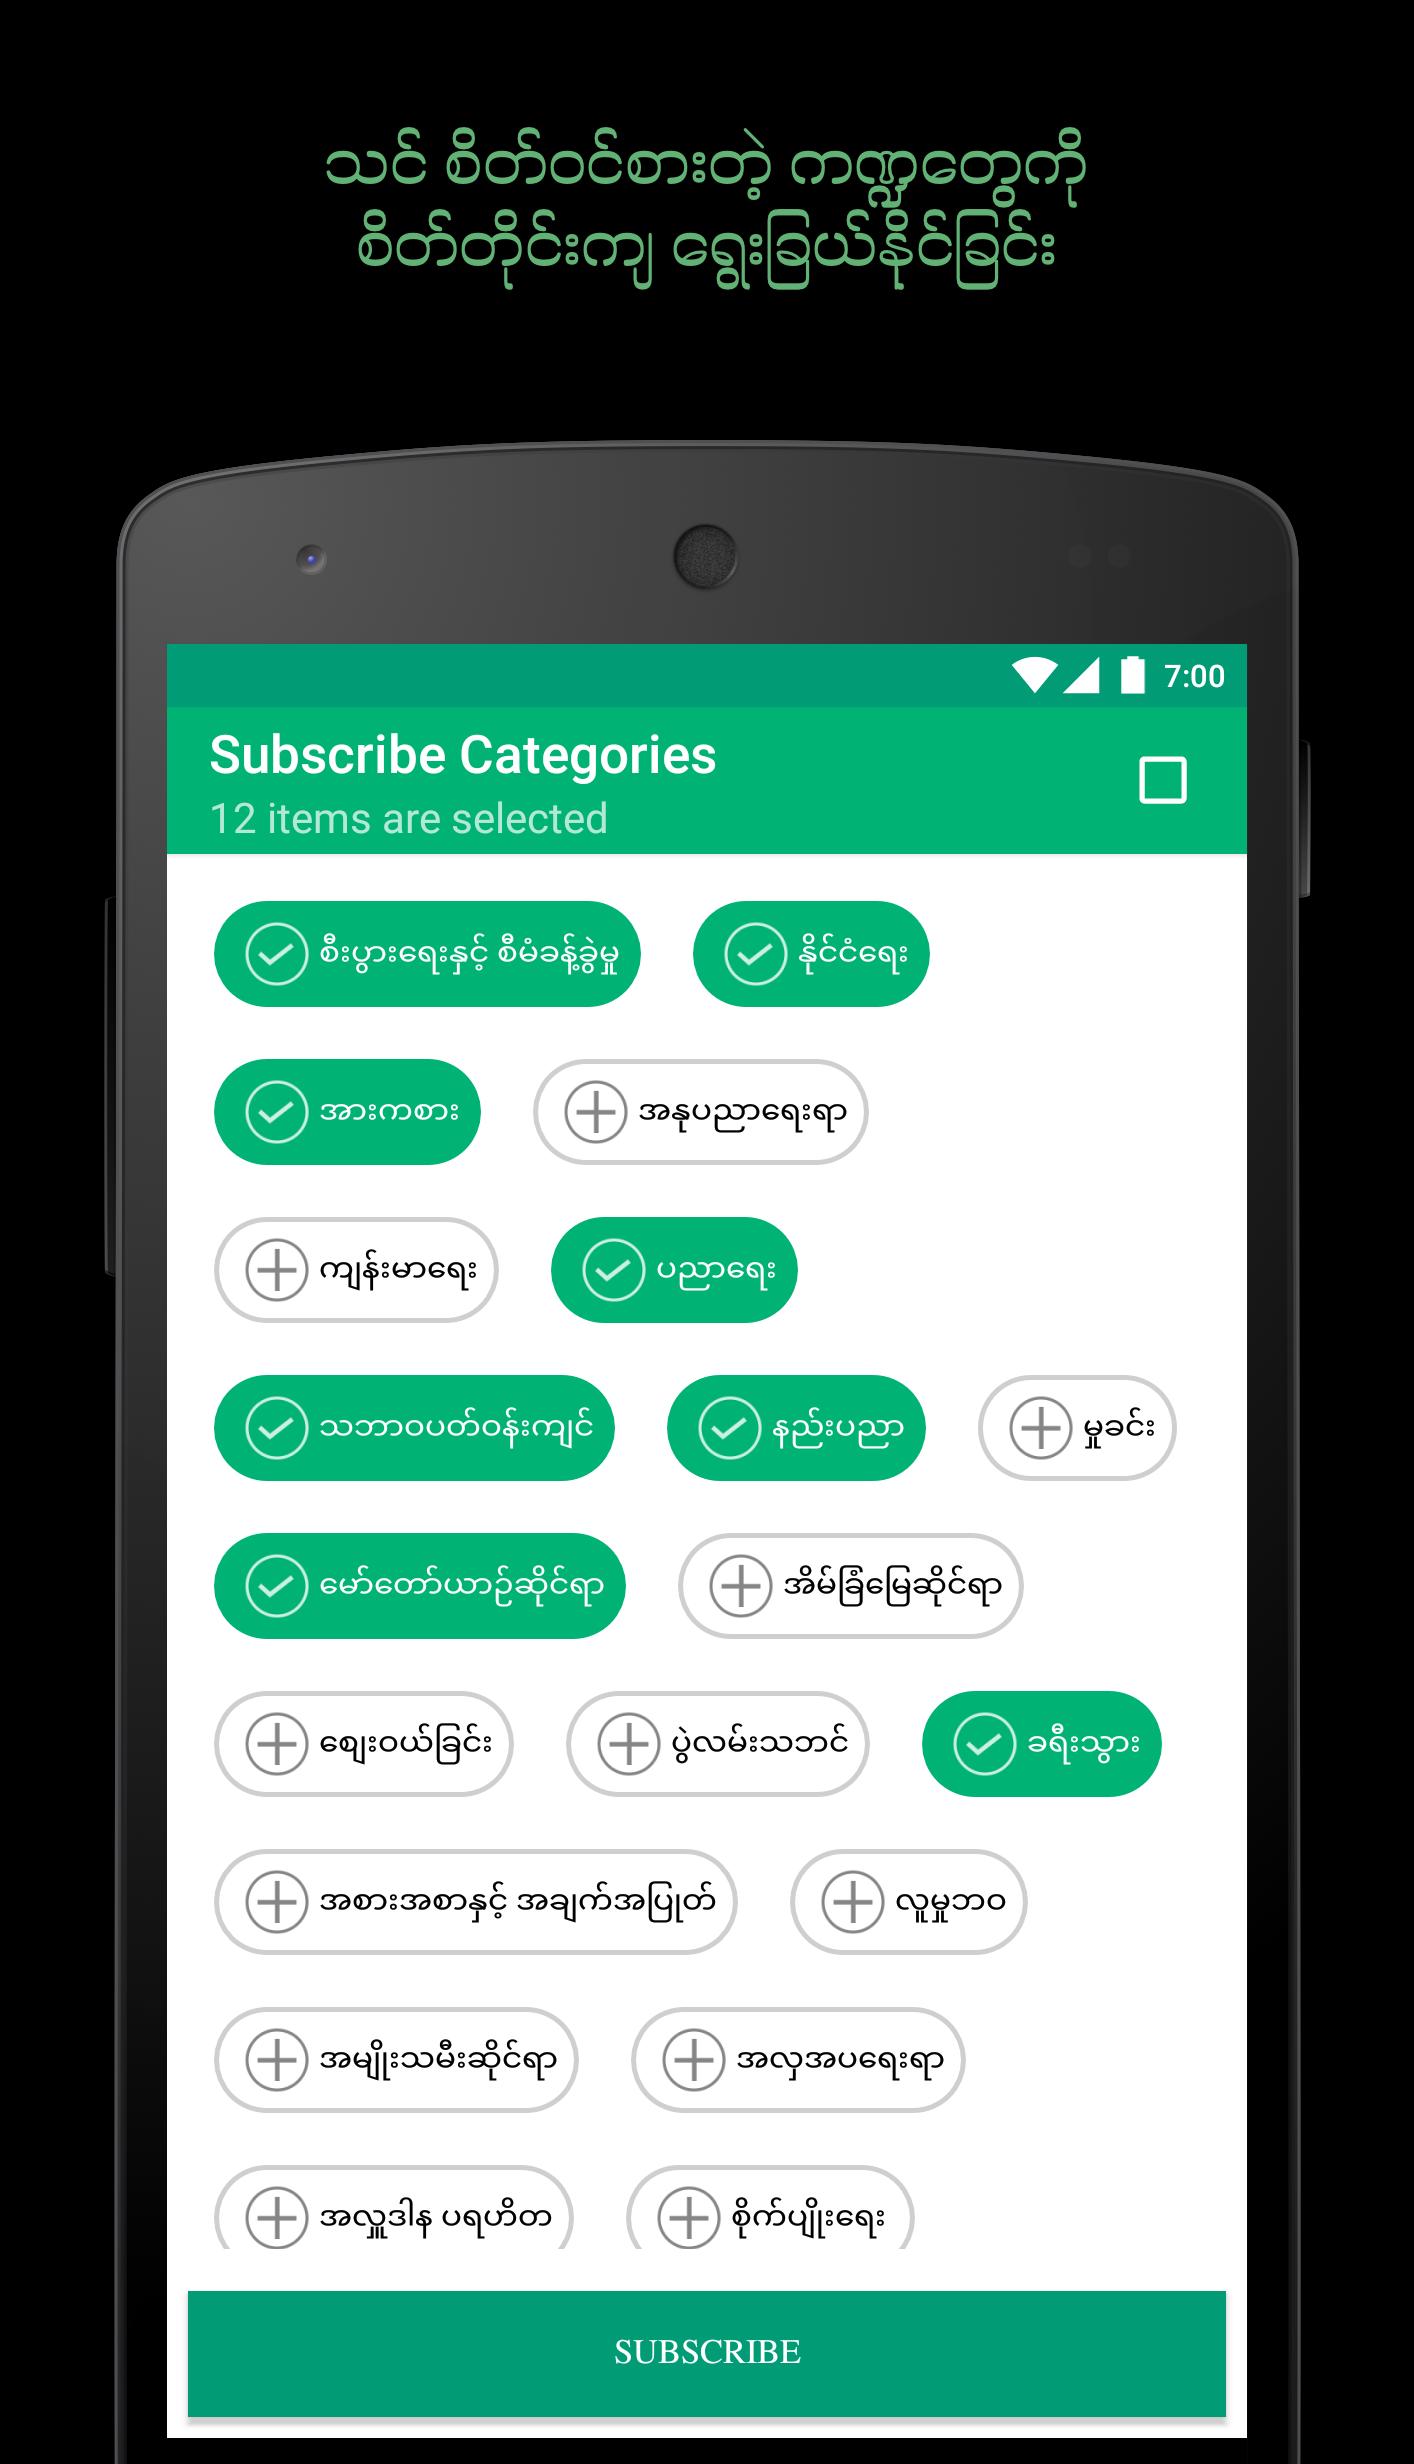 သင် စိတ်ဝင်စားတဲ့ ကဏ္ဍတွေကို
စိတ်တိုင်းကျ ရွေးခြယ်နိုင်ခြင်း
7:00
Subscribe Categories
12 items are selected
စီးပွားရေးနှင့် စီမံခန့်ခွဲမှု နိုင်ငံရေး
အားကစား အနုပညာရေးရာ
ကျန်းမာရေး ပညာရေး
သဘာဝပတ်ဝန်းကျင် နည်းပညာ မှုခင်း
မော်တော်ယာဉ်ဆိုင်ရာ အိမ်ခြံမြေဆိုင်ရာ
စျေးဝယ်ခြင်း ပွဲလမ်းသဘင် ခရီးသွား
အစားအစာနှင့် အချက်အပြုတ် လူမှုဘဝ
အမျိုးသမီးဆိုင်ရာ အလှအပရေးရာ
အလှူဒါန ပရဟိတ စိုက်ပျိုးရေး
SUBSCRIBE